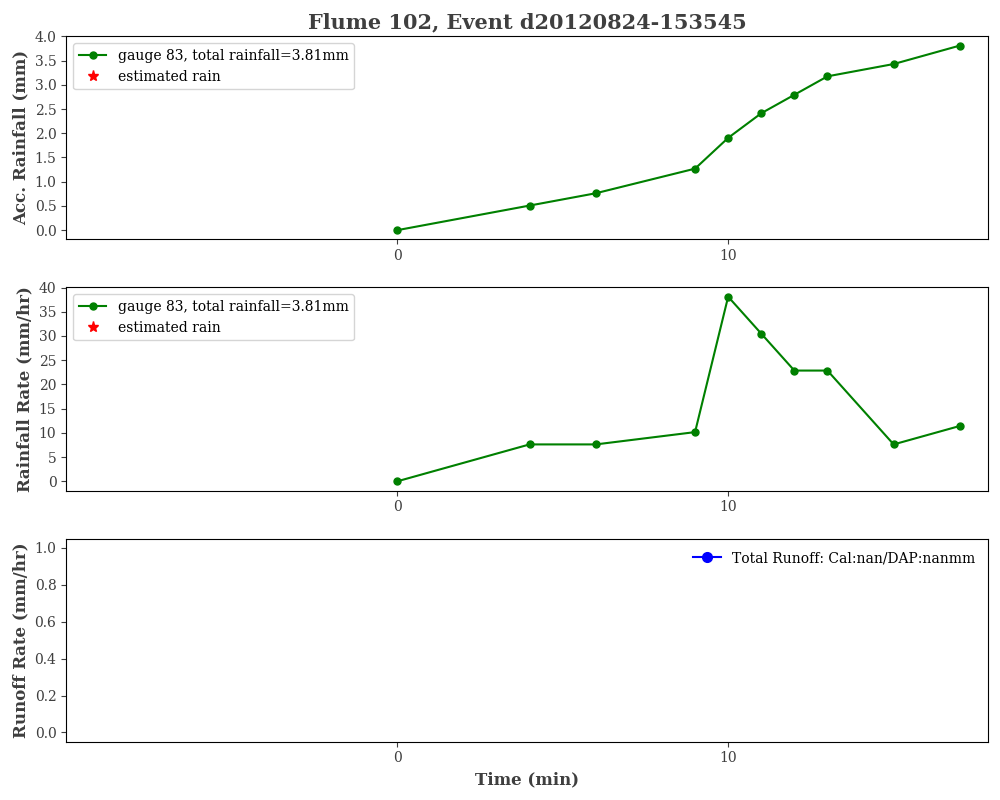 Flume 102, Event d20120824-153545
Acc. Rainfall (mm)
4.0
3.5
3.0
2.5
2.0
1.5
1.0
0.5
0.0
gauge 83, total rainfall=3.81mm
estimated rain
0 10
Rainfall Rate (mm/hr)
40
35
30
25
20
15
10
5
0
gauge 83, total rainfall=3.81mm
estimated rain
0 10
Runoff Rate (mm/hr)
1.0
0.8
0.6
0.4
0.2
0.0
Total Runoff: Cal:nan/DAP:nanmm
0 10
Time (min)